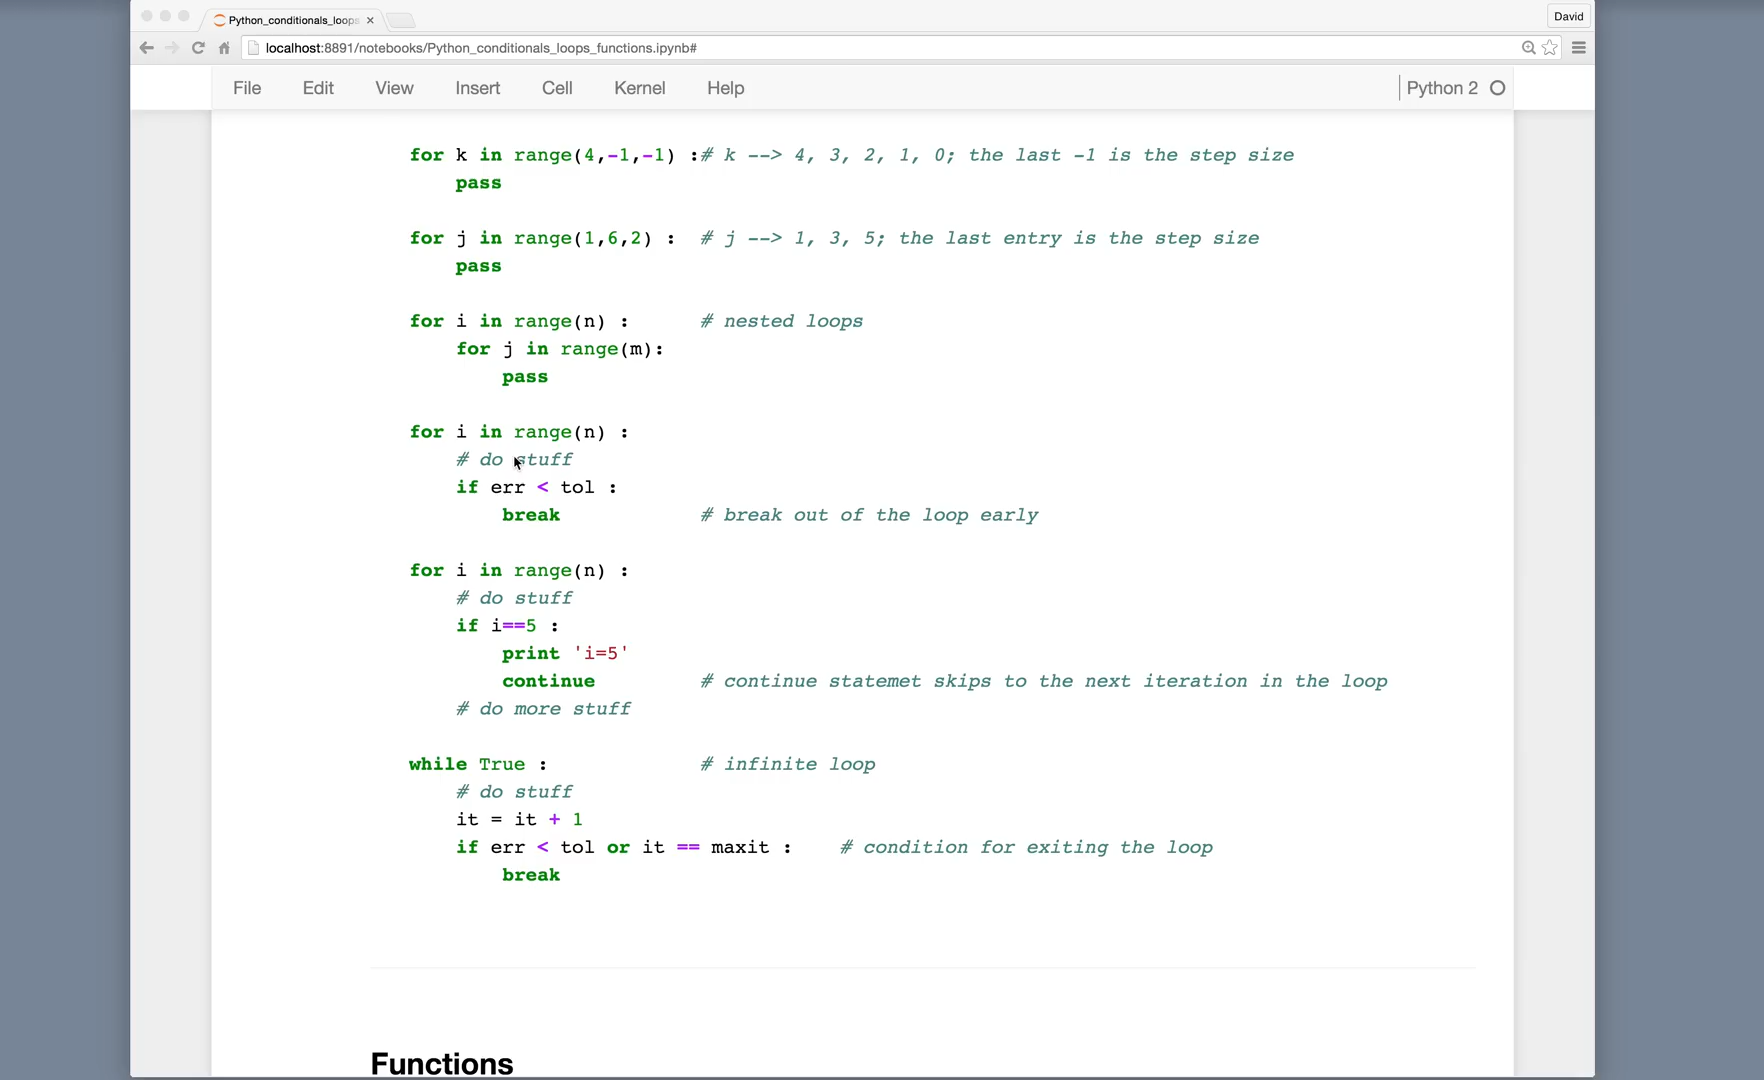 Python_conditionals_loops
David
localhost:8891/notebooks/Python_conditionals_loops_functions.ipynb#
File Edit View Insert Cell Kernel Help Python 2
for k in range(4,-1,-1) :# k --> 4, 3, 2, 1, 0; the last -1 is the step size
    pass
for j in range(1,6,2) :  # j --> 1, 3, 5; the last entry is the step size
    pass
for i in range(n) :      # nested loops
    for j in range(m):
        pass
for i in range(n) :
    # do stuff
    if err < tol :
        break            # break out of the loop early
for i in range(n) :
    # do stuff
    if i==5 :
        print 'i=5'
        continue         # continue statemet skips to the next iteration in the loop
    # do more stuff
while True :             # infinite loop
    # do stuff
    it = it + 1
    if err < tol or it == maxit :    # condition for exiting the loop
        break
Functions